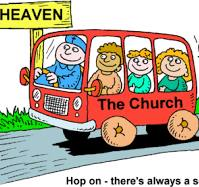 HEAVEN
The Church
Hop on - there's always a s